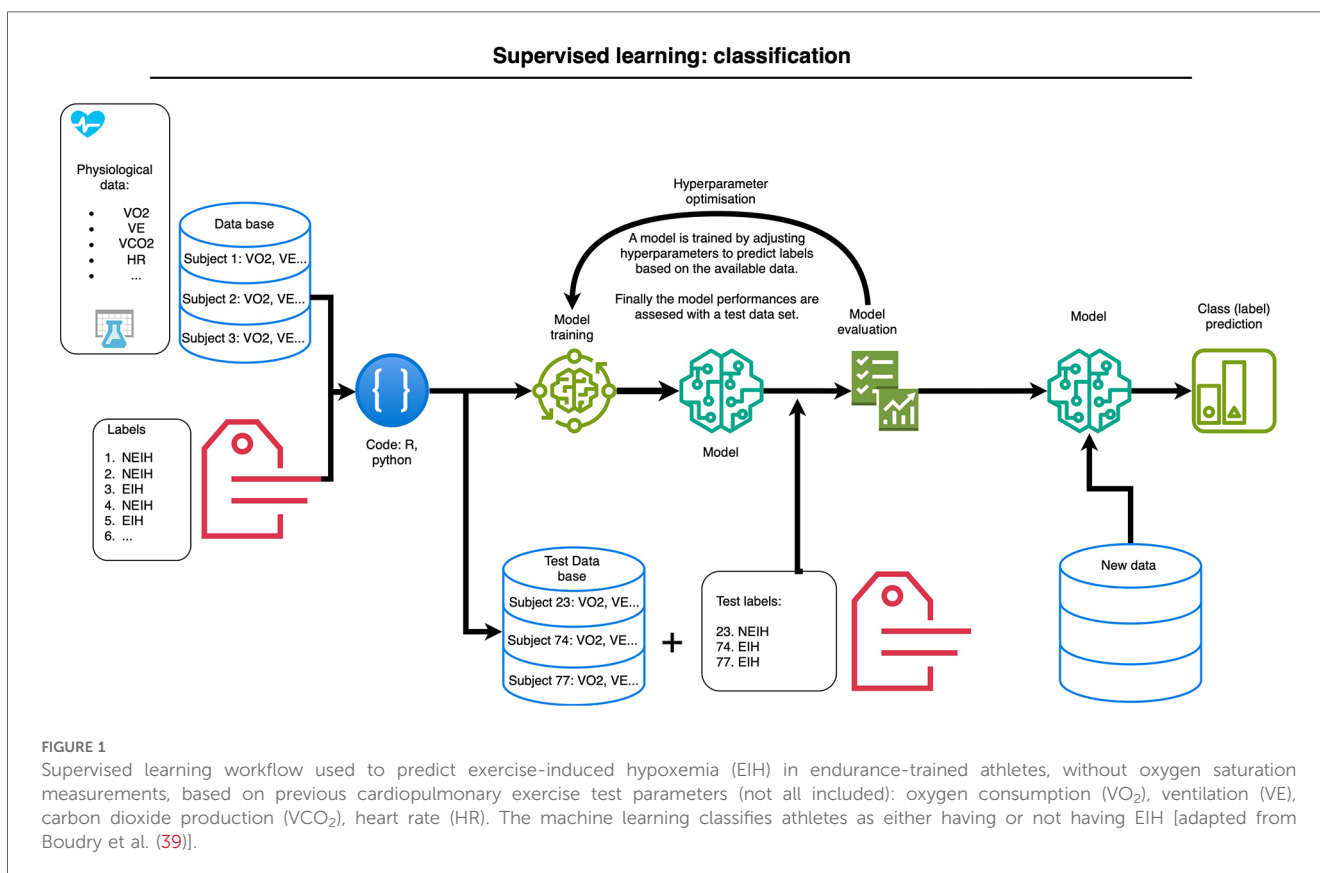 Supervised learning: classification
Physiological
data:
• VO2
• VE
• VCO2
• HR
• ...
Data base
Subject 1: VO2, VE...
Subject 2: VO2, VE...
Subject 3: VO2, VE...
Labels
1. NEIH
2. NEIH
3. EIH
4. NEIH
5. EIH
6. ...
{ }
Code: R,
python
Hyperparameter
optimisation
A model is trained by adjusting
hyperparameters to predict labels
based on the available data.
Finally the model performances are
assesed with a test data set.
Model
training
Model
Model
evaluation
Model
Class (label)
prediction
Test Data
base
Subject 23: VO2, VE...
Subject 74: VO2, VE...
Subject 77: VO2, VE...
+
Test labels:
23. NEIH
74. EIH
77. EIH
New data
FIGURE 1
Supervised learning workflow used to predict exercise-induced hypoxemia (EIH) in endurance-trained athletes, without oxygen saturation
measurements, based on previous cardiopulmonary exercise test parameters (not all included): oxygen consumption (VO₂), ventilation (VE),
carbon dioxide production (VCO₂), heart rate (HR). The machine learning classifies athletes as either having or not having EIH [adapted from
Boudry et al. (39)].